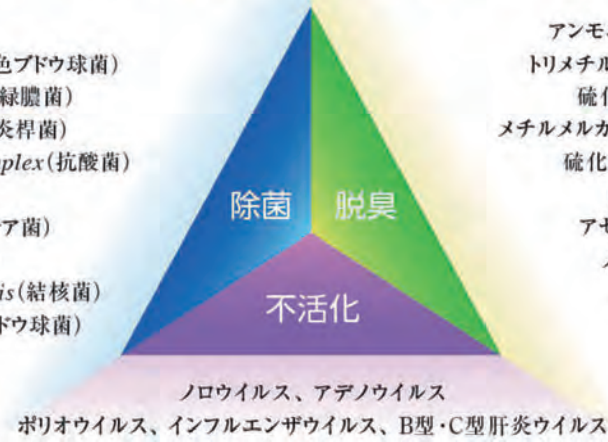 色ブドウ球菌)
緑膿菌)
炎桿菌)
plex(抗酸菌)
ア菌)
is(結核菌)
ドウ球菌)
アンモ
トリメチル
硫化
メチルメルカ
硫化
アセ
除菌
脱臭
不活化
ノロウイルス、アデノウイルス
ポリオウイルス、インフルエンザウイルス、B型・C型肝炎ウイルス